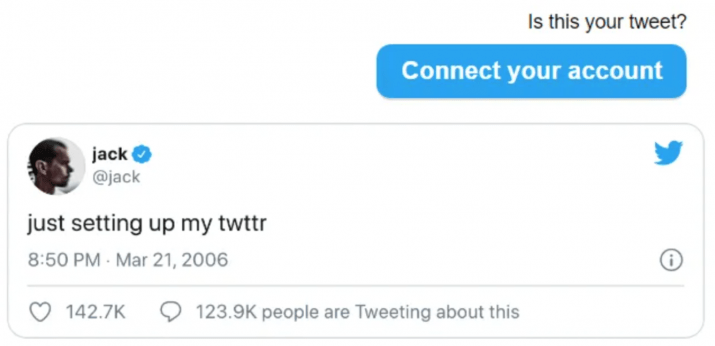 Is this your tweet?
Connect your account
jack
@jack
just setting up my twttr
8:50 PM · Mar 21, 2006
142.7K 123.9K people are Tweeting about this